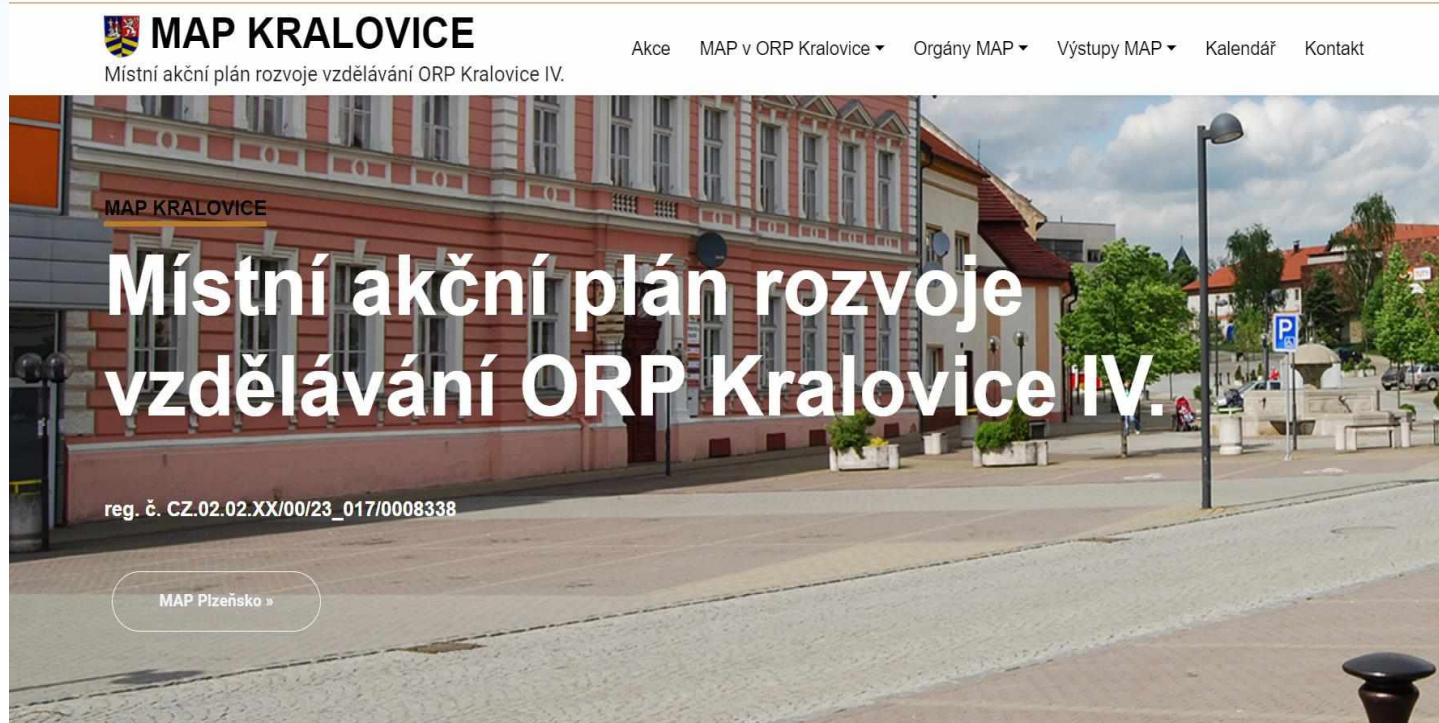 MAP KRALOVICE
Místní akční plán rozvoje vzdělávání ORP Kralovice IV.
Akce
MAP v ORP Kralovice
Orgány MAP
Výstupy MAP
Kalendář
Kontakt
MAP KRALOVICE
Místní akční plán rozvoje
vzdělávání ORP Kralovice IV.
P
reg. č. CZ.02.02.XX/00/23_017/0008338
MAP Plzeňsko »